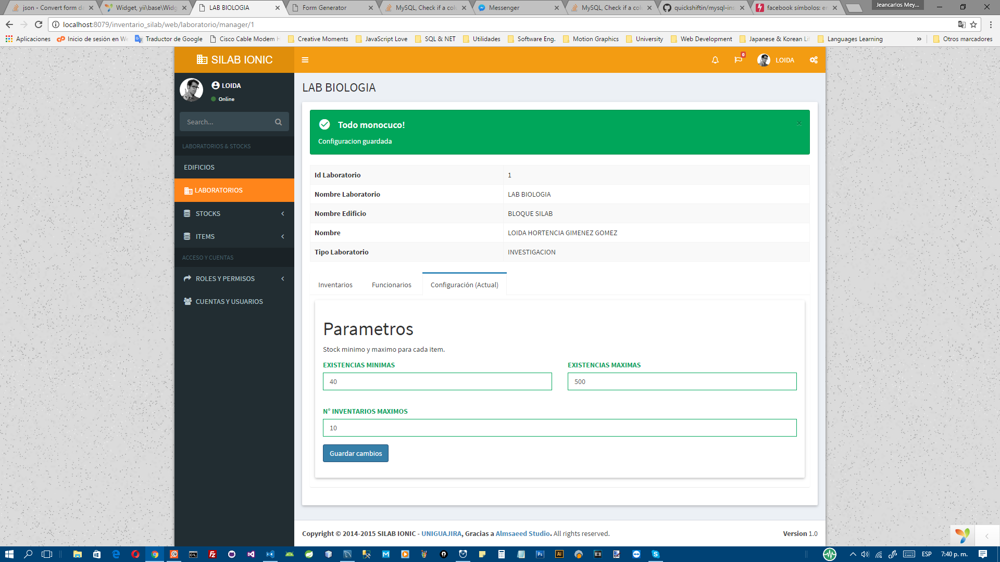 json - Convert form da
Widget, yii\base\Widg
LAB BIOLOGIA
Form Generator
MySQL, Check if a colu
Messenger
MySQL, Check if a colu
quickshiftin/mysql-ins
facebook símbolos: en
Jeancarlos Mey...
localhost:8079/inventario_silab/web/laboratorio/manager/1
Aplicaciones
Inicio de sesión en We
Traductor de Google
Cisco Cable Modem H
Creative Moments
JavaScript Love
SQL & NET
Utilidades
Software Eng.
Motion Graphics
University
Web Development
Japanese & Korean Lif
Languages Learning
»
Otros marcadores
SILAB IONIC
0
LOIDA
LOIDA
Online
Search...
LABORATORIOS & STOCKS
EDIFICIOS
LABORATORIOS
STOCKS
ITEMS
ACCESO Y CUENTAS
ROLES Y PERMISOS
CUENTAS Y USUARIOS
LAB BIOLOGIA
Todo monocuco!
×
Configuracion guardada
Id Laboratorio 1
Nombre Laboratorio LAB BIOLOGIA
Nombre Edificio BLOQUE SILAB
Nombre LOIDA HORTENCIA GIMENEZ GOMEZ
Tipo Laboratorio INVESTIGACION
Inventarios Funcionarios Configuración (Actual)
Parametros
Stock minimo y maximo para cada item.
EXISTENCIAS MINIMAS EXISTENCIAS MAXIMAS
40 500
N° INVENTARIOS MAXIMOS
10
Guardar cambios
Copyright © 2014-2015 SILAB IONIC - UNIGUAJIRA, Gracias a Almsaeed Studio. All rights reserved.
Version 1.0
ESP
7:40 p. m.